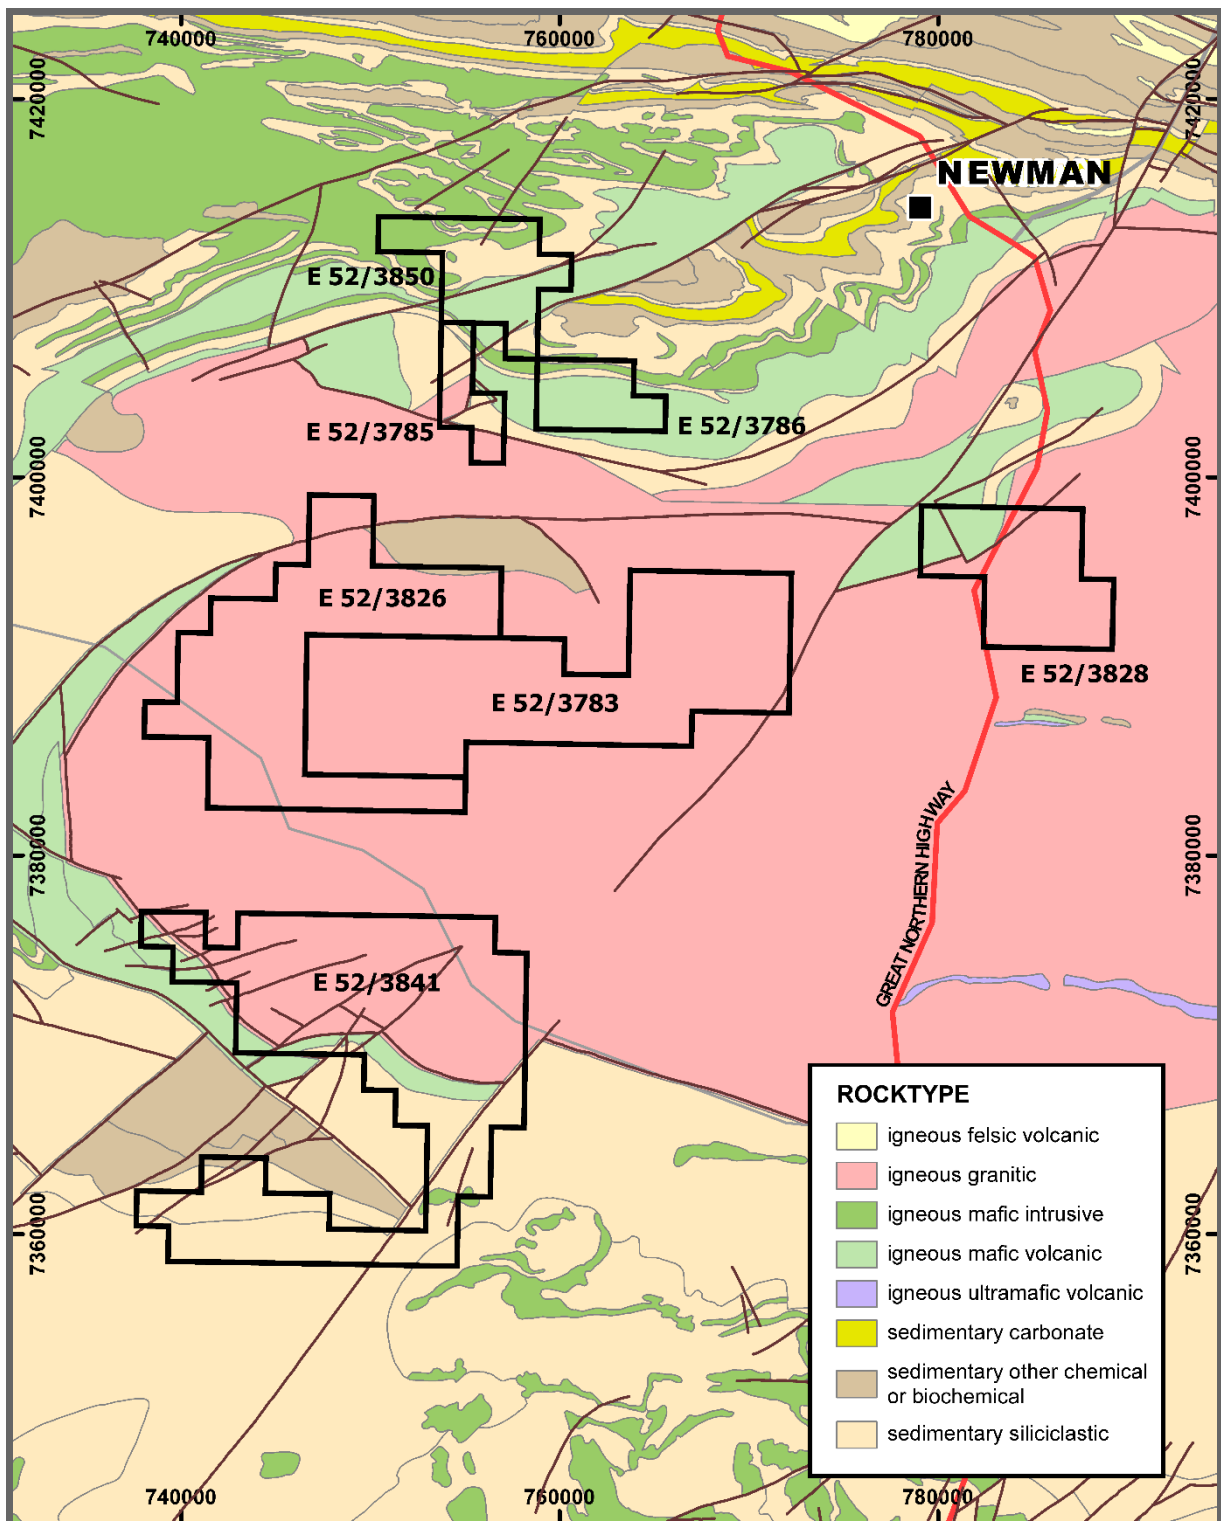 740000
760000
780000
7420000
7420000
NEWMAN
E 52/3850
E 52/3785
E 52/3786
7400000
7400000
E 52/3826
E 52/3783
E 52/3828
7380000
7380000
GREAT NORTHERN HIGHWAY
E 52/3841
7360000
7360000
ROCKTYPE
igneous felsic volcanic
igneous granitic
igneous mafic intrusive
igneous mafic volcanic
igneous ultramafic volcanic
sedimentary carbonate
sedimentary other chemical
or biochemical
sedimentary siliciclastic
740000
760000
780000